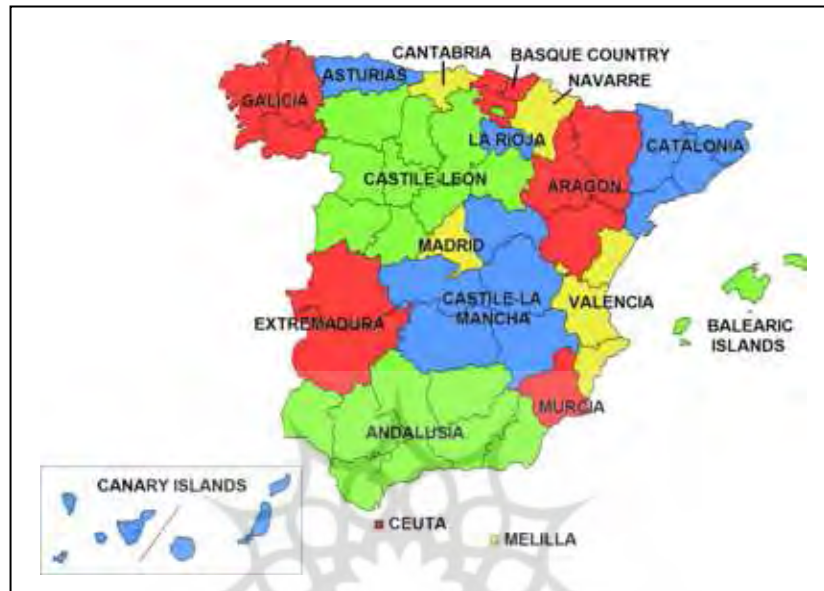 CANTABRIA
BASQUE COUNTRY
ASTURIAS
NAVARRE
GALICIA
LA RIOJA
CATALONIA
CASTILE-LEON
ARAGON
MADRID
CASTILE-LA
MANCHA
VALENCIA
EXTREMADURA
BALEARIC
ISLANDS
MURCIA
ANDALUSIA
CANARY ISLANDS
CEUTA
MELILLA